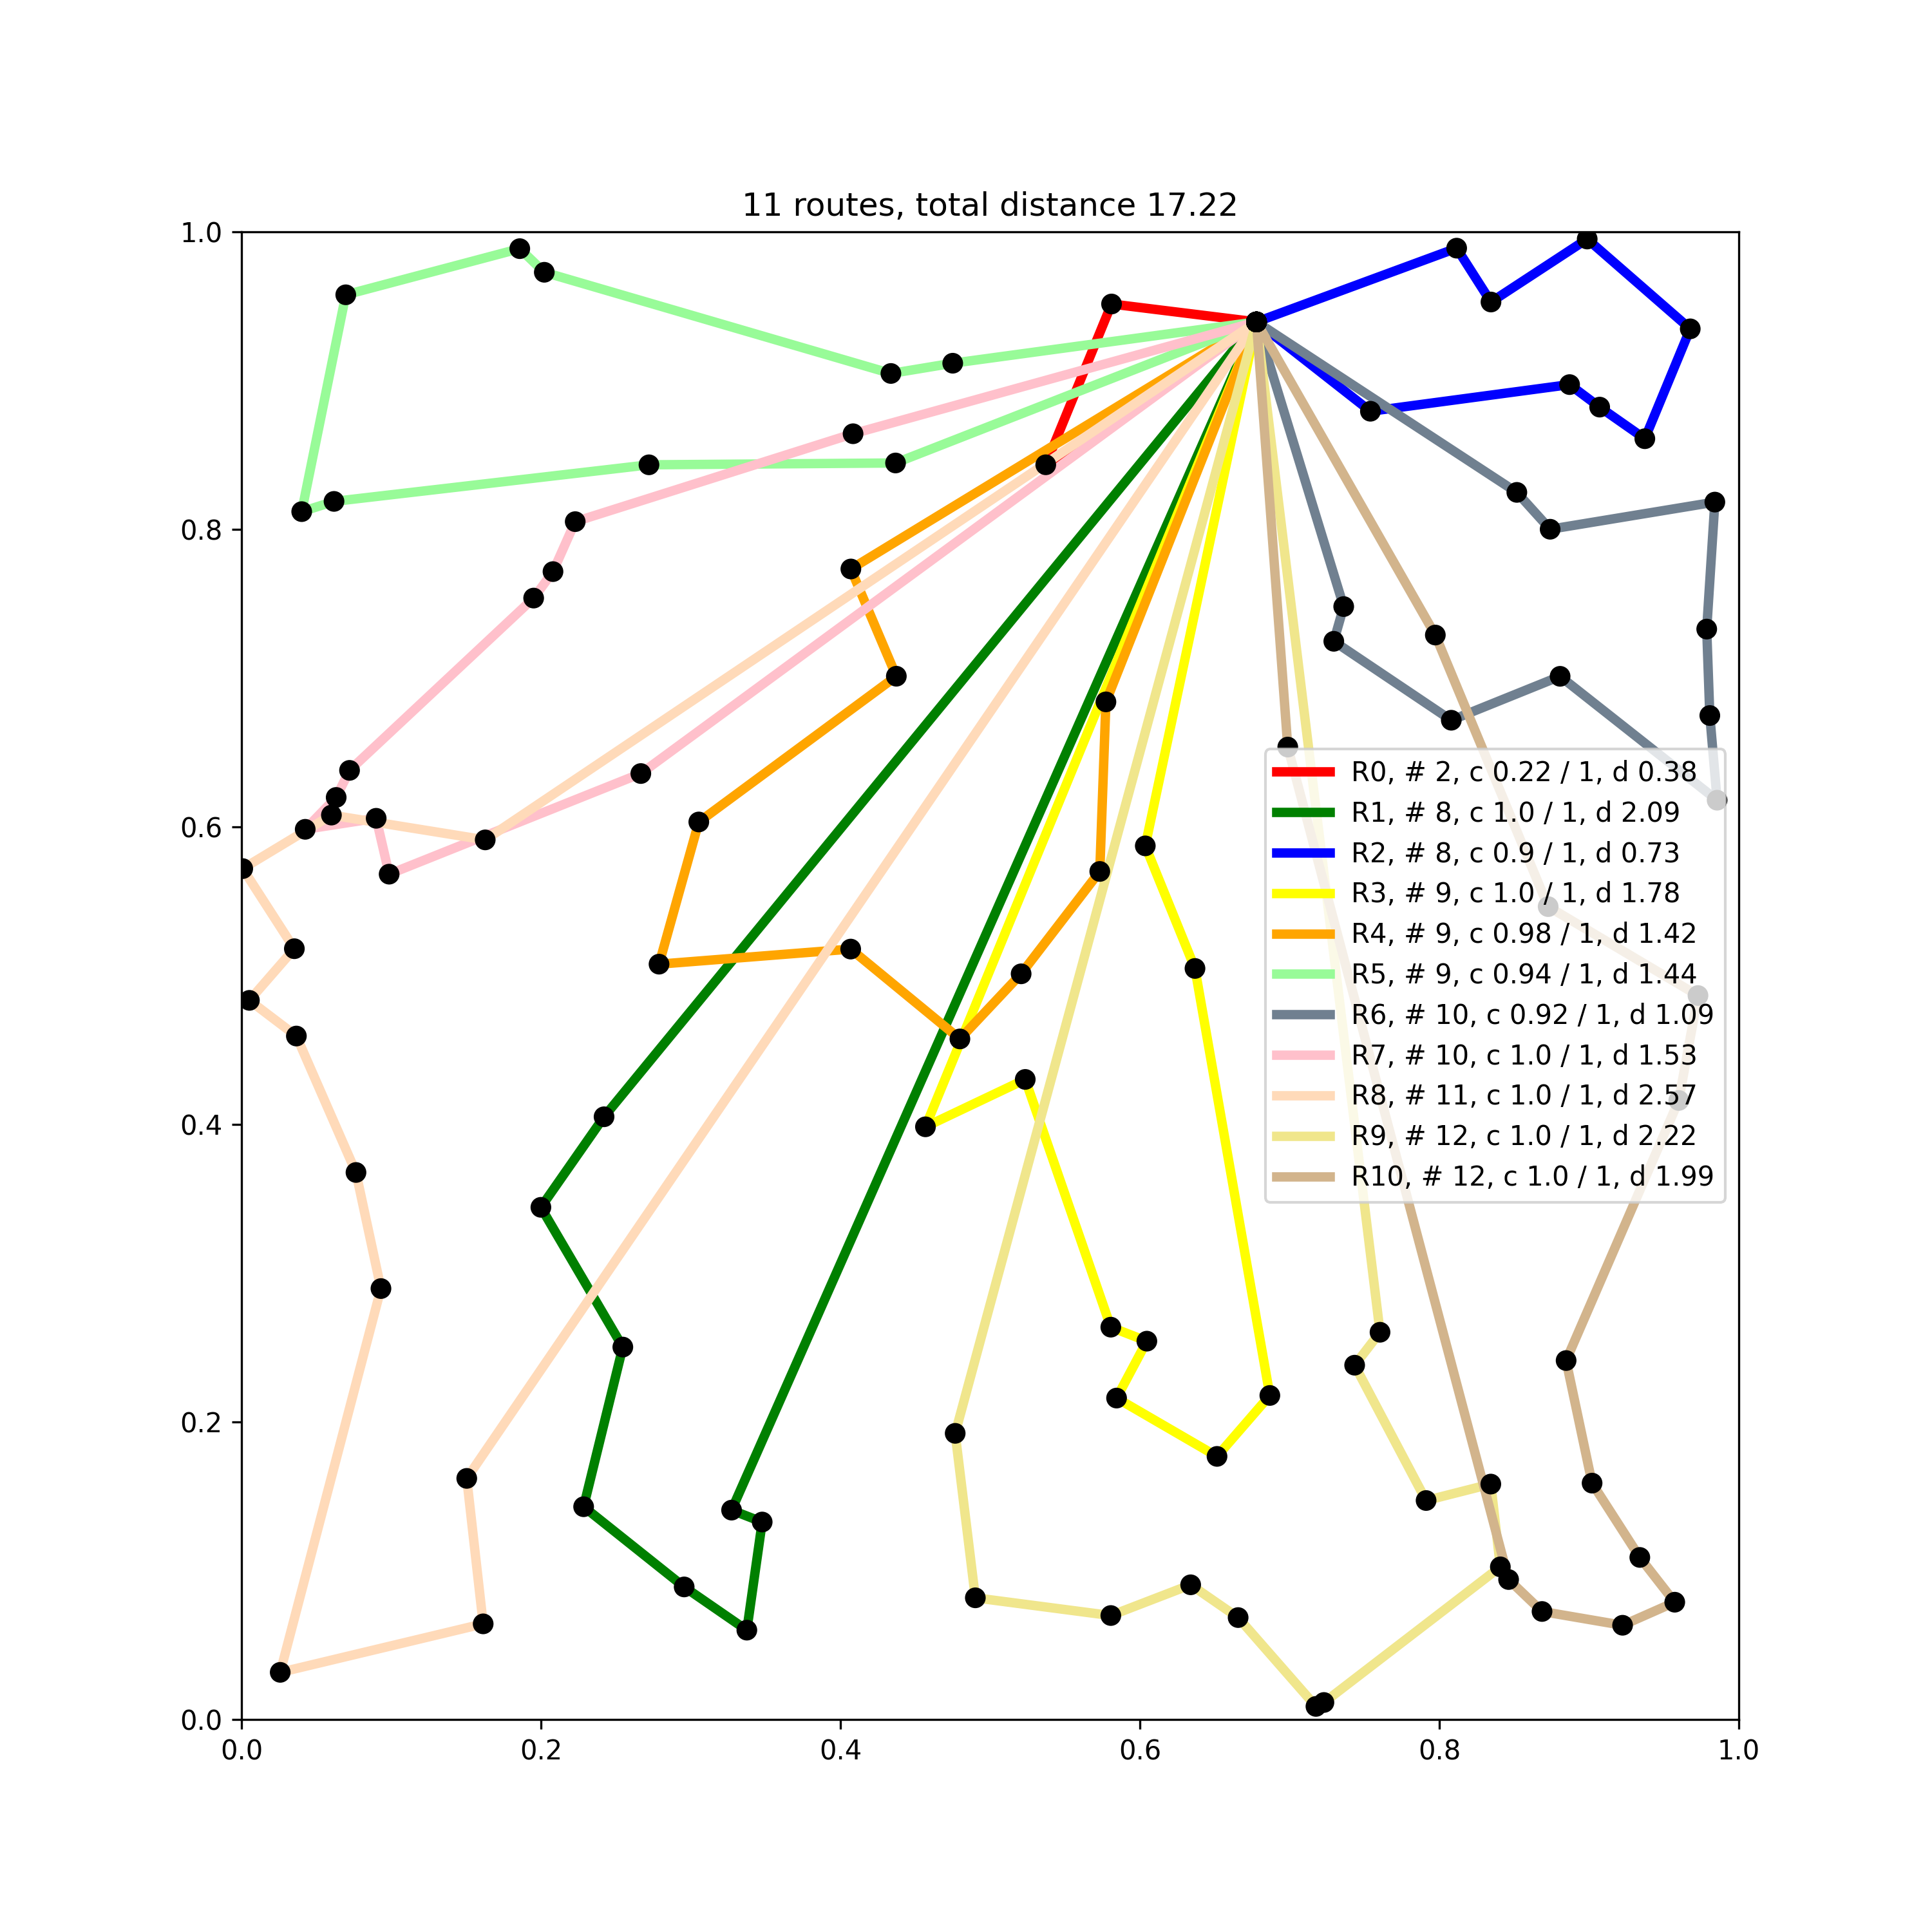 11 routes, total distance 17.22
1.0
0.8
0.6
0.4
0.2
0.0
0.0 0.2 0.4 0.6 0.8 1.0
R0, # 2, c 0.22 / 1, d 0.38
R1, # 8, c 1.0 / 1, d 2.09
R2, # 8, c 0.9 / 1, d 0.73
R3, # 9, c 1.0 / 1, d 1.78
R4, # 9, c 0.98 / 1, d 1.42
R5, # 9, c 0.94 / 1, d 1.44
R6, # 10, c 0.92 / 1, d 1.09
R7, # 10, c 1.0 / 1, d 1.53
R8, # 11, c 1.0 / 1, d 2.57
R9, # 12, c 1.0 / 1, d 2.22
R10, # 12, c 1.0 / 1, d 1.99